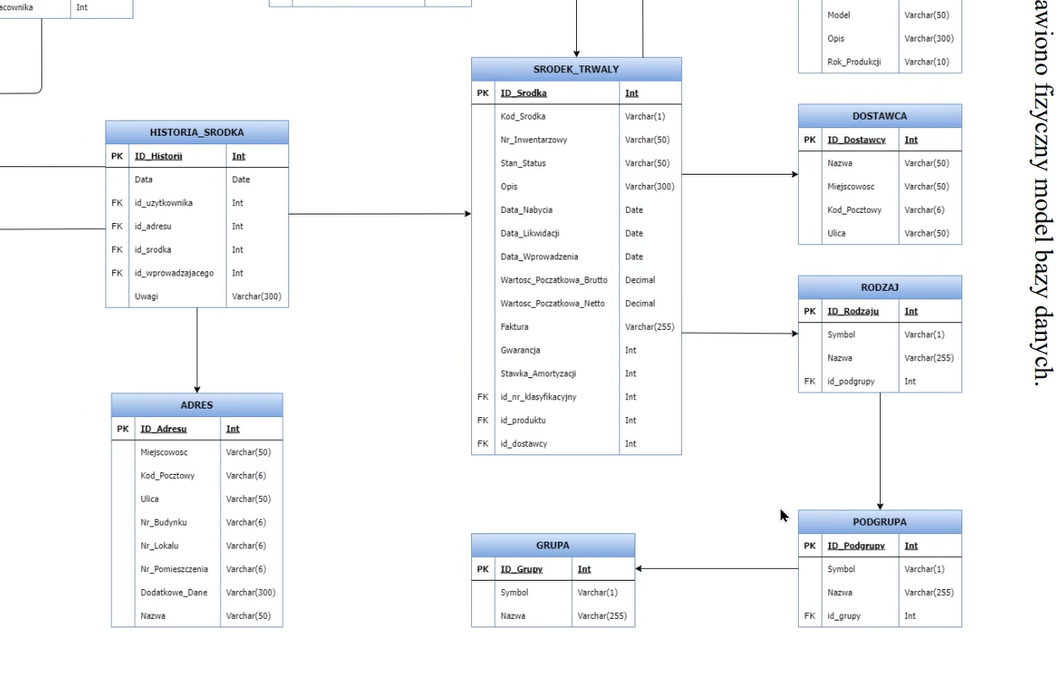 acownika Int
Model Varchar(50)
Opis Varchar(300)
Rok_Produkcji Varchar(10)
SRODEK_TRWALY
PK ID_Srodka Int
Kod_Srodka Varchar(1)
Nr_Inwentarzowy Varchar(50)
Stan_Status Varchar(50)
Opis Varchar(300)
Data_Nabycia Date
Data_Likwidacji Date
Data_Wprowadzenia Date
Wartosc_Poczatkowa_Brutto Decimal
Wartosc_Poczatkowa_Netto Decimal
Faktura Varchar(255)
Gwarancja Int
Stawka_Amortyzacji Int
FK id_nr_klasyfikacyjny Int
FK id_produktu Int
FK id_dostawcy Int
DOSTAWCA
PK ID_Dostawcy Int
Nazwa Varchar(50)
Miejscowosc Varchar(50)
Kod_Pocztowy Varchar(6)
Ulica Varchar(50)
HISTORIA_SRODKA
PK ID_Historii Int
Data Date
FK id_uzytkownika Int
FK id_adresu Int
FK id_srodka Int
FK id_wprowadzajacego Int
Uwagi Varchar(300)
RODZAJ
PK ID_Rodzaju Int
Symbol Varchar(1)
Nazwa Varchar(255)
FK id_podgrupy Int
ADRES
PK ID_Adresu Int
Miejscowosc Varchar(50)
Kod_Pocztowy Varchar(6)
Ulica Varchar(50)
Nr_Budynku Varchar(6)
Nr_Lokalu Varchar(6)
Nr_Pomieszczenia Varchar(6)
Dodatkowe_Dane Varchar(300)
Nazwa Varchar(50)
GRUPA
PK ID_Grupy Int
Symbol Varchar(1)
Nazwa Varchar(255)
PODGRUPA
PK ID_Podgrupy Int
Symbol Varchar(1)
Nazwa Varchar(255)
FK id_grupy Int
awiono fizyczny model bazy danych.